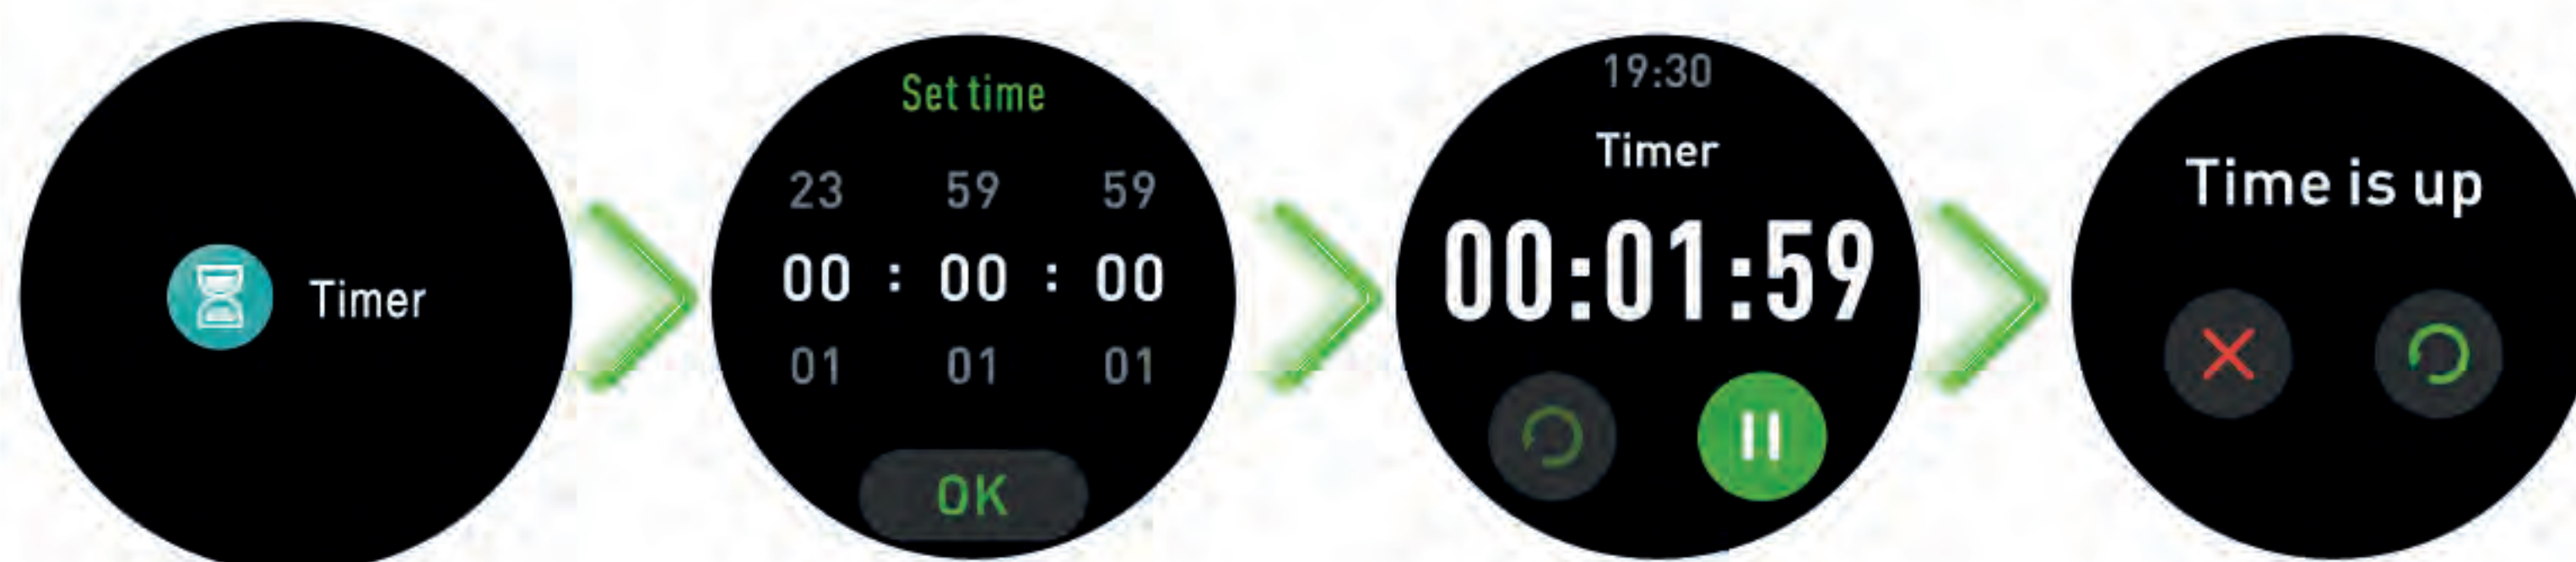 Timer
Set time
23 59 59
00 : 00 : 00
01 01 01
OK
19:30
Timer
00:01:59
Time is up